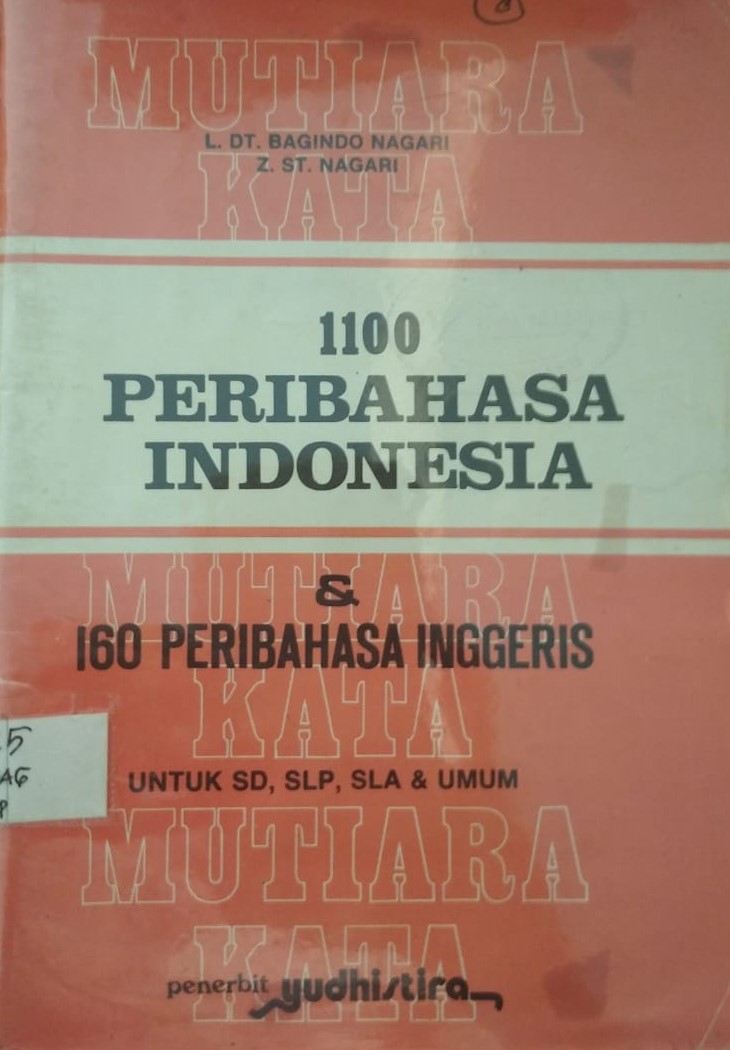 MUTIARA
L. DT. BAGINDO NAGARI
Z. ST. NAGARI
KATA
1100
PERIBAHASA
INDONESIA
MUTIARA
&
160 PERIBAHASA INGGERIS
KATA
UNTUK SD, SLP, SLA & UMUM
MUTIARA
KATA
penerbit yudhistira